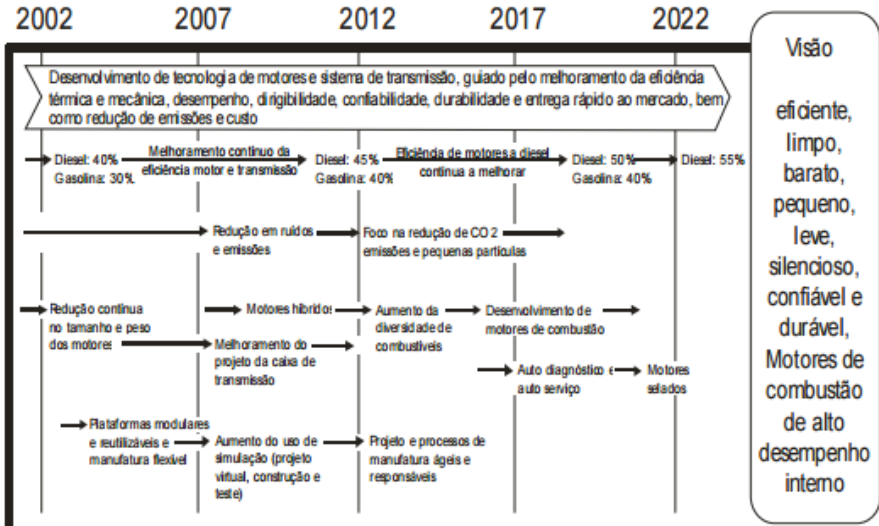 2002 2007 2012 2017 2022
Desenvolvimento de tecnologia de motores e sistema de transmissão, guiado pelo melhoramento da eficiência
térmica e mecânica, desempenho, dirigibilidade, confiabilidade, durabilidade e entrega rápido ao mercado, bem
como redução de emissões e custo
Diesel: 40%
Gasolina: 30%
Melhoramento contínuo da
eficiência motor e transmissão
Diesel: 45%
Gasolina: 40%
Eficiência de motores a diesel
continua a melhorar
Diesel: 50%
Gasolina: 40%
Diesel: 55%
Redução em ruídos
e emissões
Foco na redução de CO 2
emissões e pequenas partículas
Redução contínua
no tamanho e peso
dos motores
Motores híbridos
Aumento da
diversidade de
combustíveis
Desenvolvimento de
motores de combustão
Melhoramento do
projeto da caixa de
transmissão
Auto diagnóstico e
auto serviço
Motores
selados
Plataformas modulares
e reutilizáveis e
manufatura flexível
Aumento do uso de
simulação (projeto
virtual, construção e
teste)
Projeto e processos de
manufatura ágeis e
responsáveis
Visão
eficiente,
limpo,
barato,
pequeno,
leve,
silencioso,
confiável e
durável,
Motores de
combustão
de alto
desempenho
interno